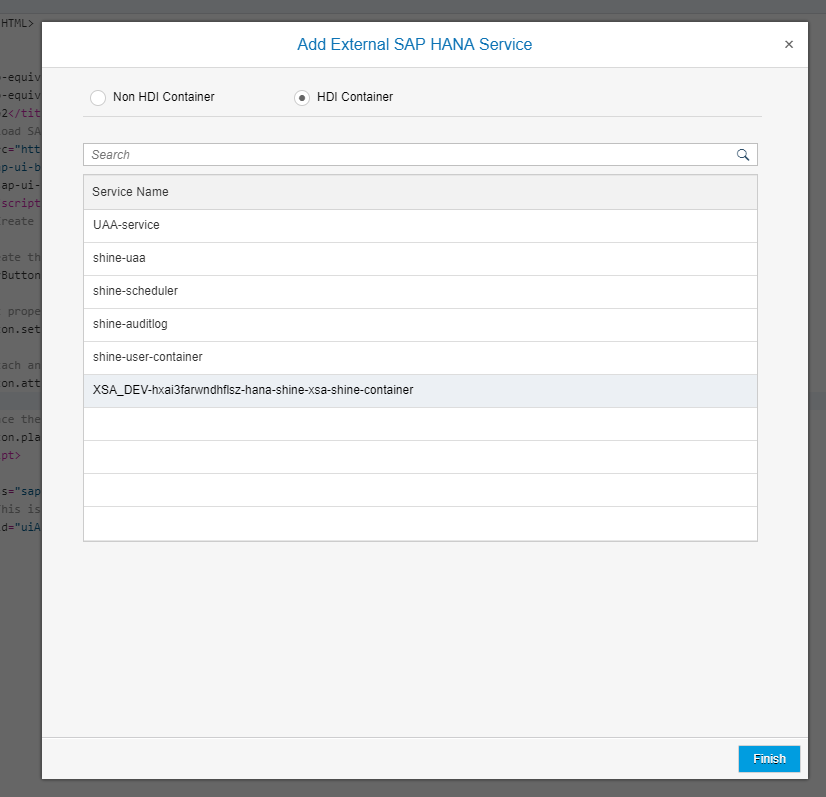 HTML>
Add External SAP HANA Service
×
-equiv
-equiv
2</tit
oad SA
c="htt
p-ui-b
ap-ui-
script
reate
ate th
Button
prope
on.set
ach an
on.att
ce the
on.pla
pt>
s="sap
his is
d="uiA
Non HDI Container
HDI Container
Search
Service Name
UAA-service
shine-uaa
shine-scheduler
shine-auditlog
shine-user-container
XSA_DEV-hxai3farwndhflsz-hana-shine-xsa-shine-container
Finish